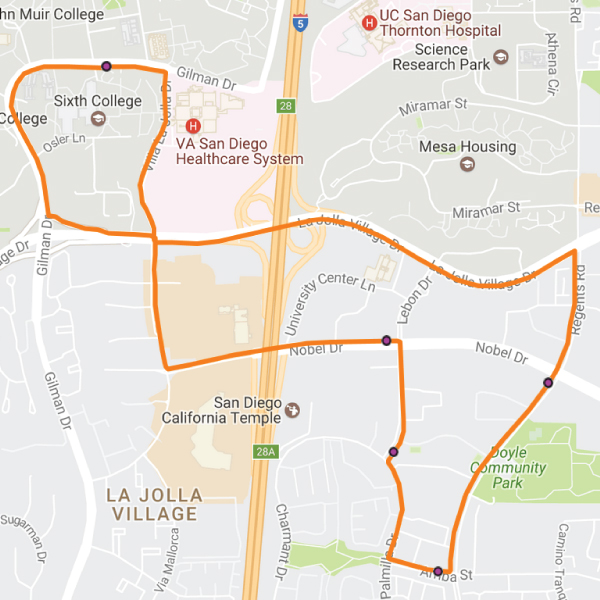 hn Muir College
UC San Diego
Thornton Hospital
5
Science
Research Park
Athena Cir
s Rd
Gilman Dr
28
Miramar St
Sixth College
College
Osler Ln
Villa La Jolla Dr
VA San Diego
Healthcare System
Mesa Housing
Miramar St
Re
La Jolla Village Dr
age Dr
Gilman Dr
La Jolla Village Dr
University Center Ln
Lebon Dr
Regents Rd
Nobel Dr
Nobel Dr
Gilman Dr
San Diego
California Temple
28A
Doyle
Community
Park
LA JOLLA
VILLAGE
Sugarman Dr
Via Mallorca
Charmant Dr
Palmilla Dr
Arriba St
Camino Tran